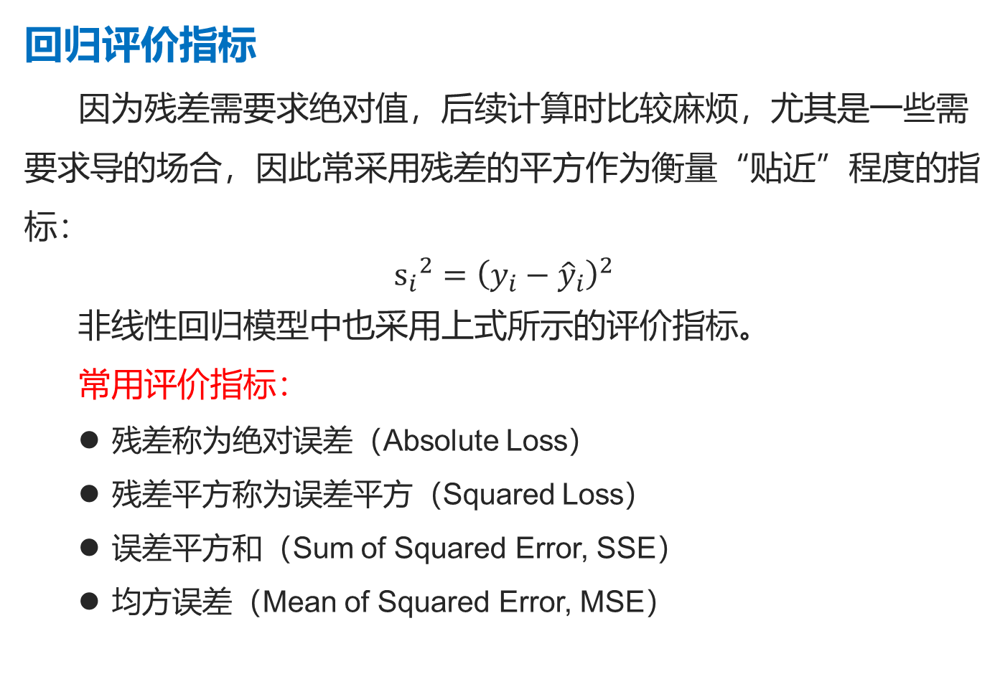 回归评价指标
因为残差需要求绝对值，后续计算时比较麻烦，尤其是一些需
要求导的场合，因此常采用残差的平方作为衡量“贴近”程度的指
标：
sᵢ² = (yᵢ − ŷᵢ)²
非线性回归模型中也采用上式所示的评价指标。
常用评价指标：
● 残差称为绝对误差（Absolute Loss）
● 残差平方称为误差平方（Squared Loss）
● 误差平方和（Sum of Squared Error, SSE）
● 均方误差（Mean of Squared Error, MSE）